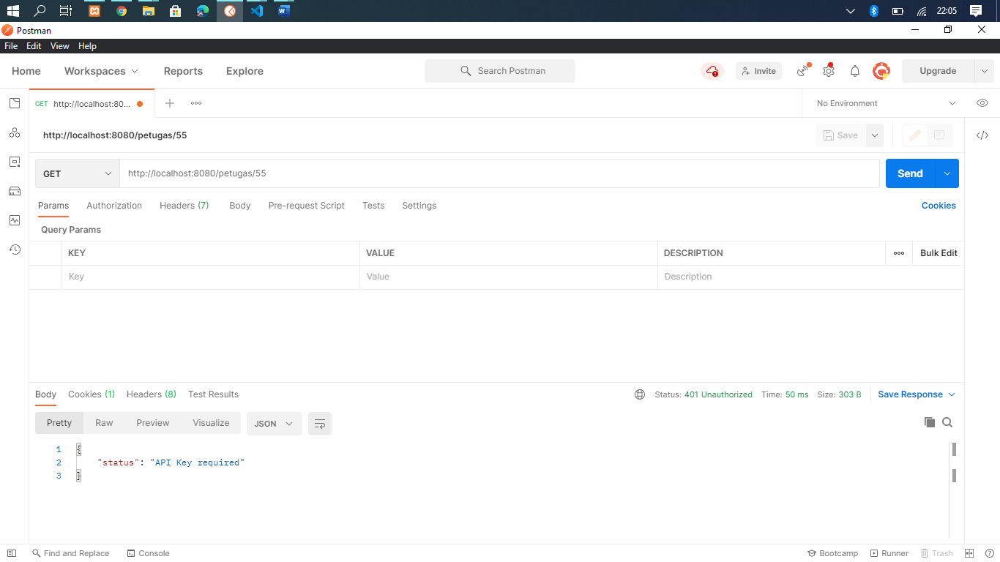 22:05
Postman
File Edit View Help
Home Workspaces Reports Explore Search Postman Invite Upgrade
GET http://localhost:80... No Environment
http://localhost:8080/petugas/55 Save
GET http://localhost:8080/petugas/55 Send
Params Authorization Headers (7) Body Pre-request Script Tests Settings Cookies
Query Params
KEY VALUE DESCRIPTION Bulk Edit
Key Value Description
Body Cookies (1) Headers (8) Test Results Status: 401 Unauthorized Time: 50 ms Size: 303 B Save Response
Pretty Raw Preview Visualize JSON
1 {
2 "status": "API Key required"
3 }
Find and Replace Console Bootcamp Runner Trash